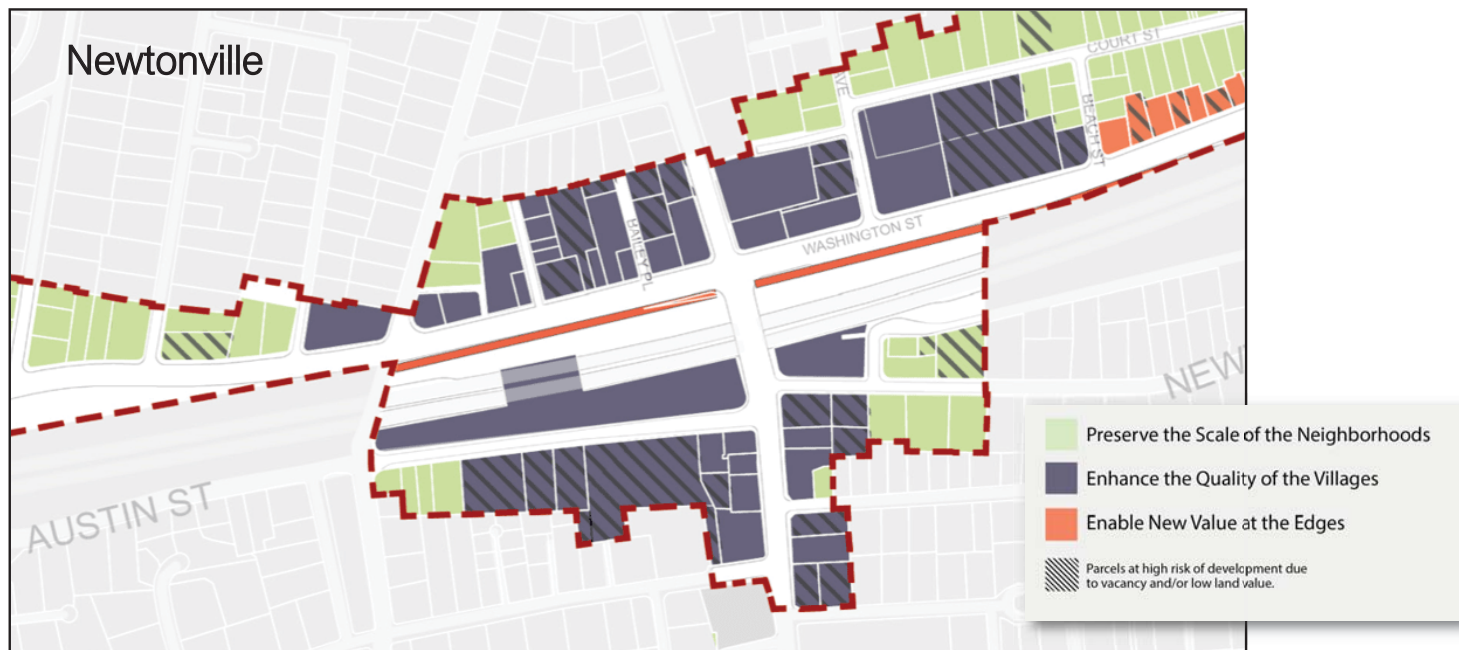 Newtonville
COURT ST
AVE
BEACH ST
BAILEY PL
WASHINGTON ST
NEW
AUSTIN ST
Preserve the Scale of the Neighborhoods
Enhance the Quality of the Villages
Enable New Value at the Edges
Parcels at high risk of development due
to vacancy and/or low land value.